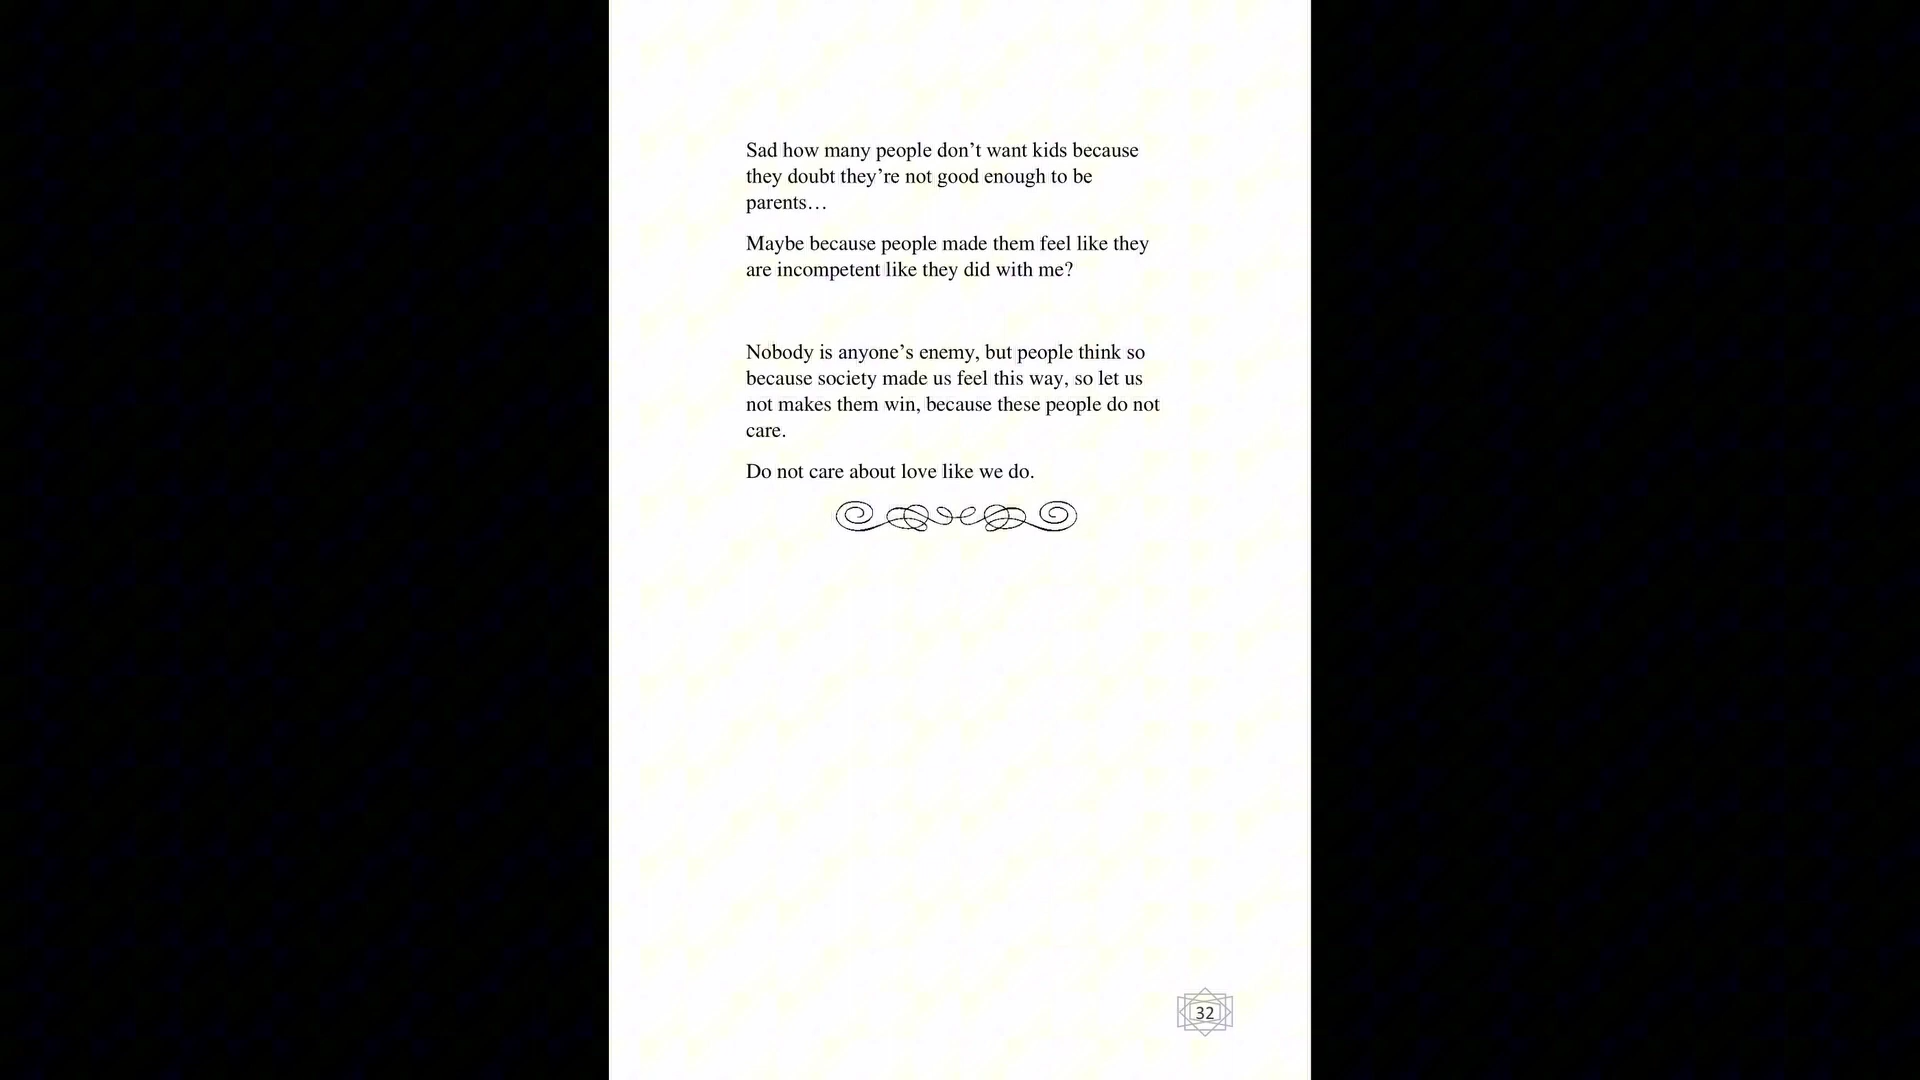 Sad how many people don’t want kids because
they doubt they’re not good enough to be
parents…
Maybe because people made them feel like they
are incompetent like they did with me?
Nobody is anyone’s enemy, but people think so
because society made us feel this way, so let us
not makes them win, because these people do not
care.
Do not care about love like we do.
32